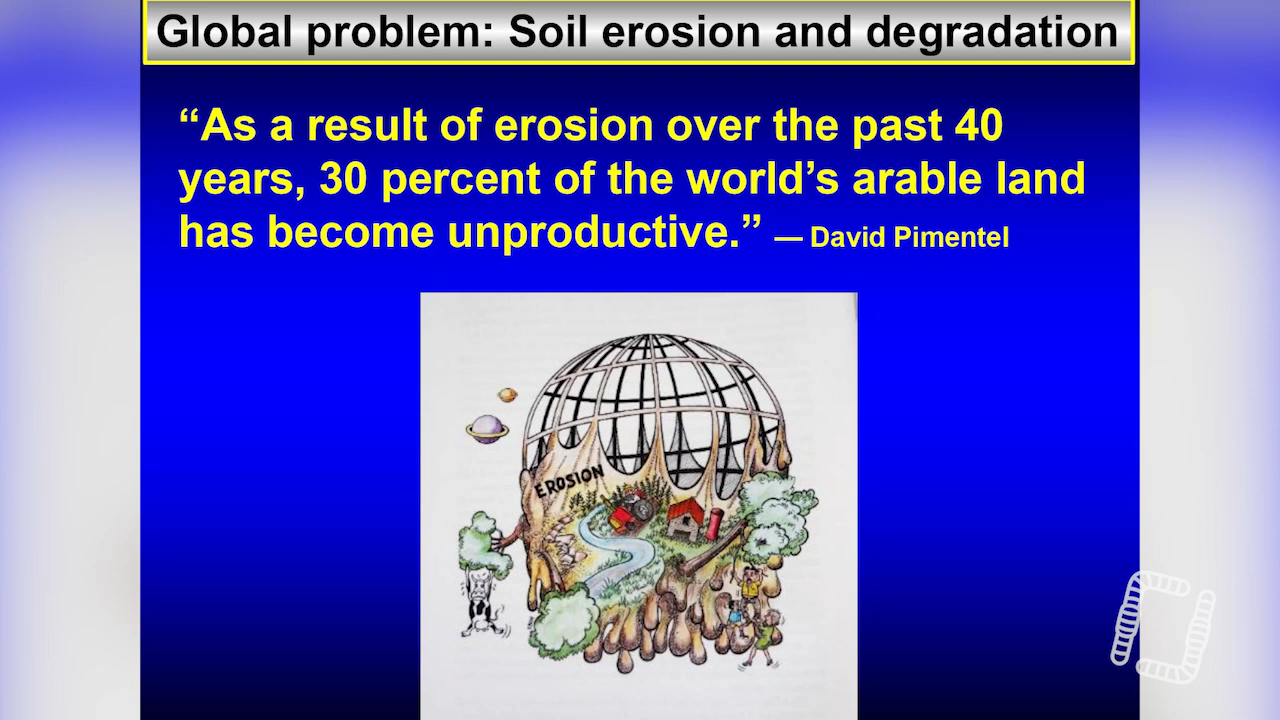 Global problem: Soil erosion and degradation
“As a result of erosion over the past 40
years, 30 percent of the world’s arable land
has become unproductive.” — David Pimentel
EROSION